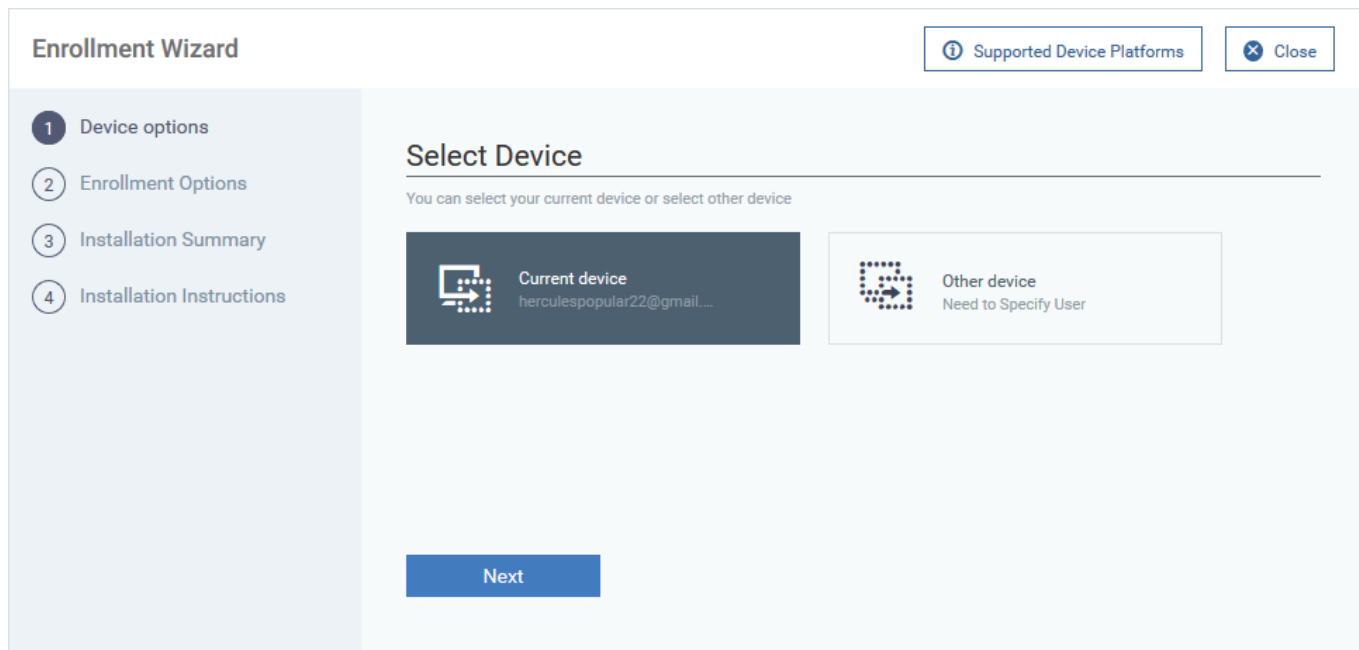 Enrollment Wizard
Supported Device Platforms
Close
1 Device options
2 Enrollment Options
3 Installation Summary
4 Installation Instructions
Select Device
You can select your current device or select other device
Current device
herculespopular22@gmail....
Other device
Need to Specify User
Next